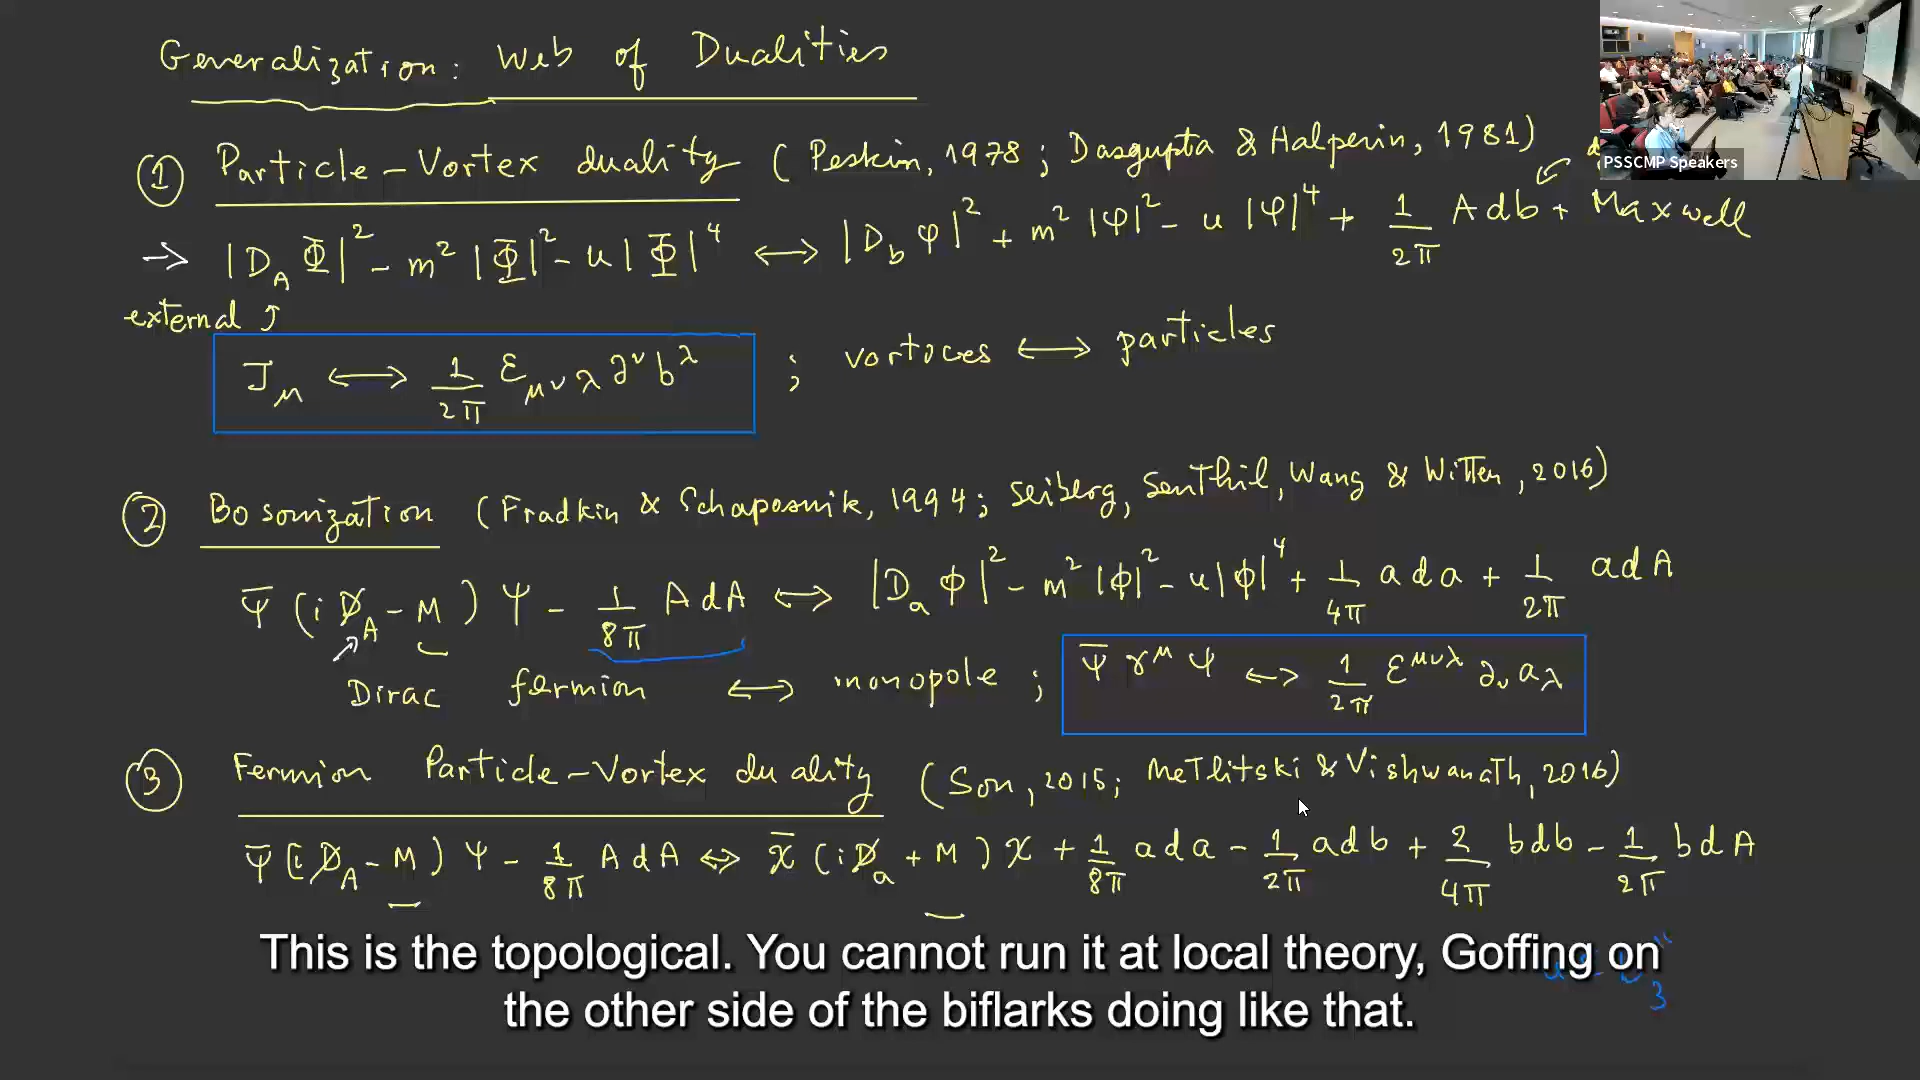 Generalization: Web of Dualities
① Particle-Vortex duality (Peskin, 1978; Dasgupta & Halperin, 1981)
PSSCMP Speakers
→ |D_A Φ|² - m² |Φ|² - u |Φ|⁴ ⟷ |D_b φ|² + m² |φ|² - u |φ|⁴ + 1/2π Adb + Maxwell
external ↑
J_μ ⟷ 1/2π ε_μνλ ∂^ν b^λ ; vortices ⟷ particles
② Bosonization (Fradkin & Schaposnik, 1994; Seiberg, Senthil, Wang & Witten, 2016)
Ψ̄ (i D̸_A - M) Ψ - 1/8π AdA ⟷ |D_a ϕ|² - m² |ϕ|² - u |ϕ|⁴ + 1/4π ada + 1/2π adA
Dirac fermion ⟷ monopole ; Ψ̄ γ^μ Ψ ⟷ 1/2π ε^μνλ ∂_ν a_λ
③ Fermion Particle-Vortex duality (Son, 2015; Metlitski & Vishwanath, 2016)
Ψ̄ [i D̸_A - M) Ψ - 1/8π AdA ⟷ χ̄ (i D̸_a + M) χ + 1/8π ada - 1/2π adb + 2/4π bdb - 1/2π bdA
This is the topological. You cannot run it at local theory, Goffing on
the other side of the biflarks doing like that.